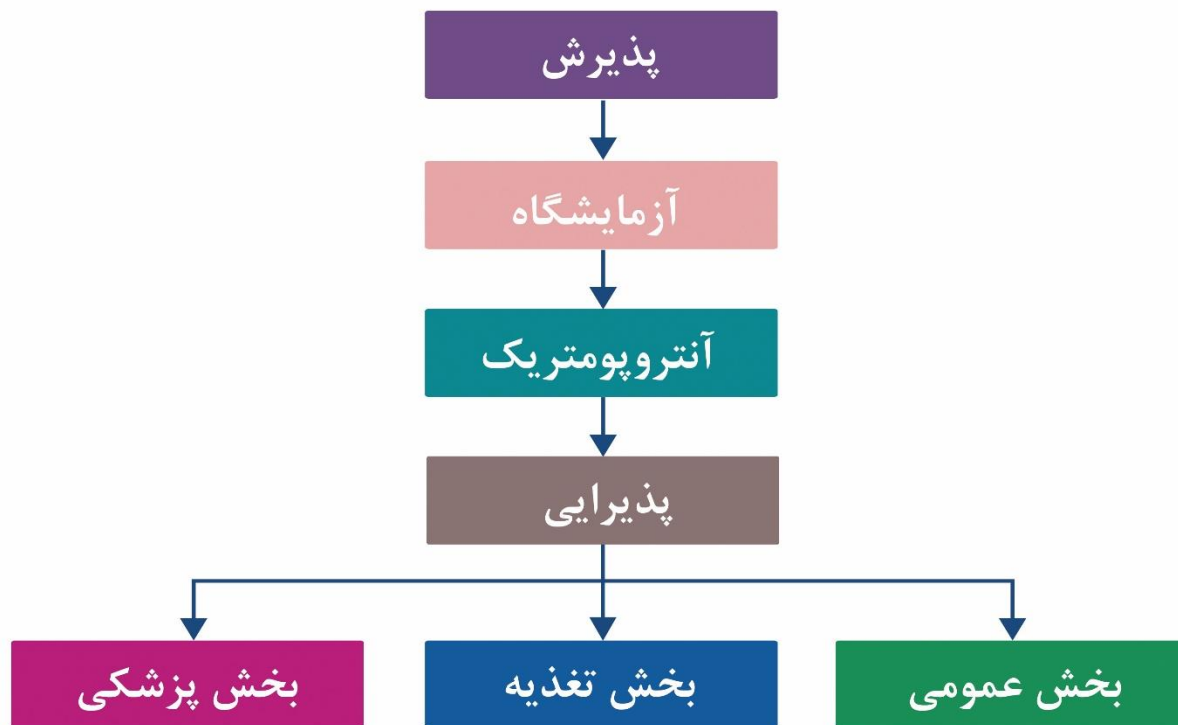 پذیرش
آزمایشگاه
آنتروپومتریک
پذیرایی
بخش عمومی
بخش تغذیه
بخش پزشکی